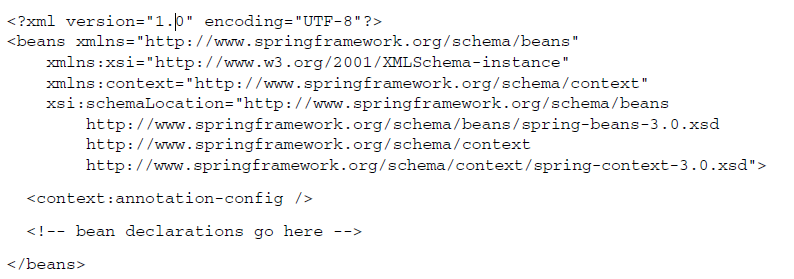 <?xml version="1.0" encoding="UTF-8"?>
<beans xmlns="http://www.springframework.org/schema/beans"
    xmlns:xsi="http://www.w3.org/2001/XMLSchema-instance"
    xmlns:context="http://www.springframework.org/schema/context"
    xsi:schemaLocation="http://www.springframework.org/schema/beans
        http://www.springframework.org/schema/beans/spring-beans-3.0.xsd
        http://www.springframework.org/schema/context
        http://www.springframework.org/schema/context/spring-context-3.0.xsd">
  <context:annotation-config />
  <!-- bean declarations go here -->
</beans>